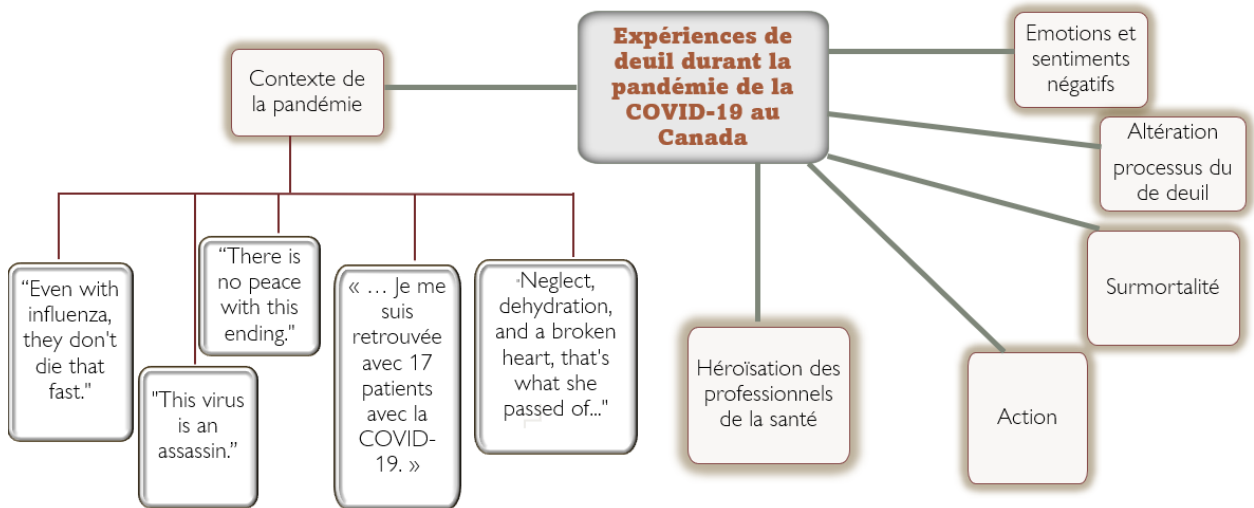 Expériences de
deuil durant la
pandémie de la
COVID-19 au
Canada
Contexte de
la pandémie
“Even with
influenza,
they don't
die that
fast."
"This virus
is an
assassin.”
“There is
no peace
with this
ending."
« … Je me
suis
retrouvée
avec 17
patients
avec la
COVID-
19. »
"Neglect,
dehydration,
and a broken
heart, that's
what she
passed of..."
Héroïsation des
professionnels
de la santé
Action
Surmortalité
Altération
processus du
de deuil
Emotions et
sentiments
négatifs